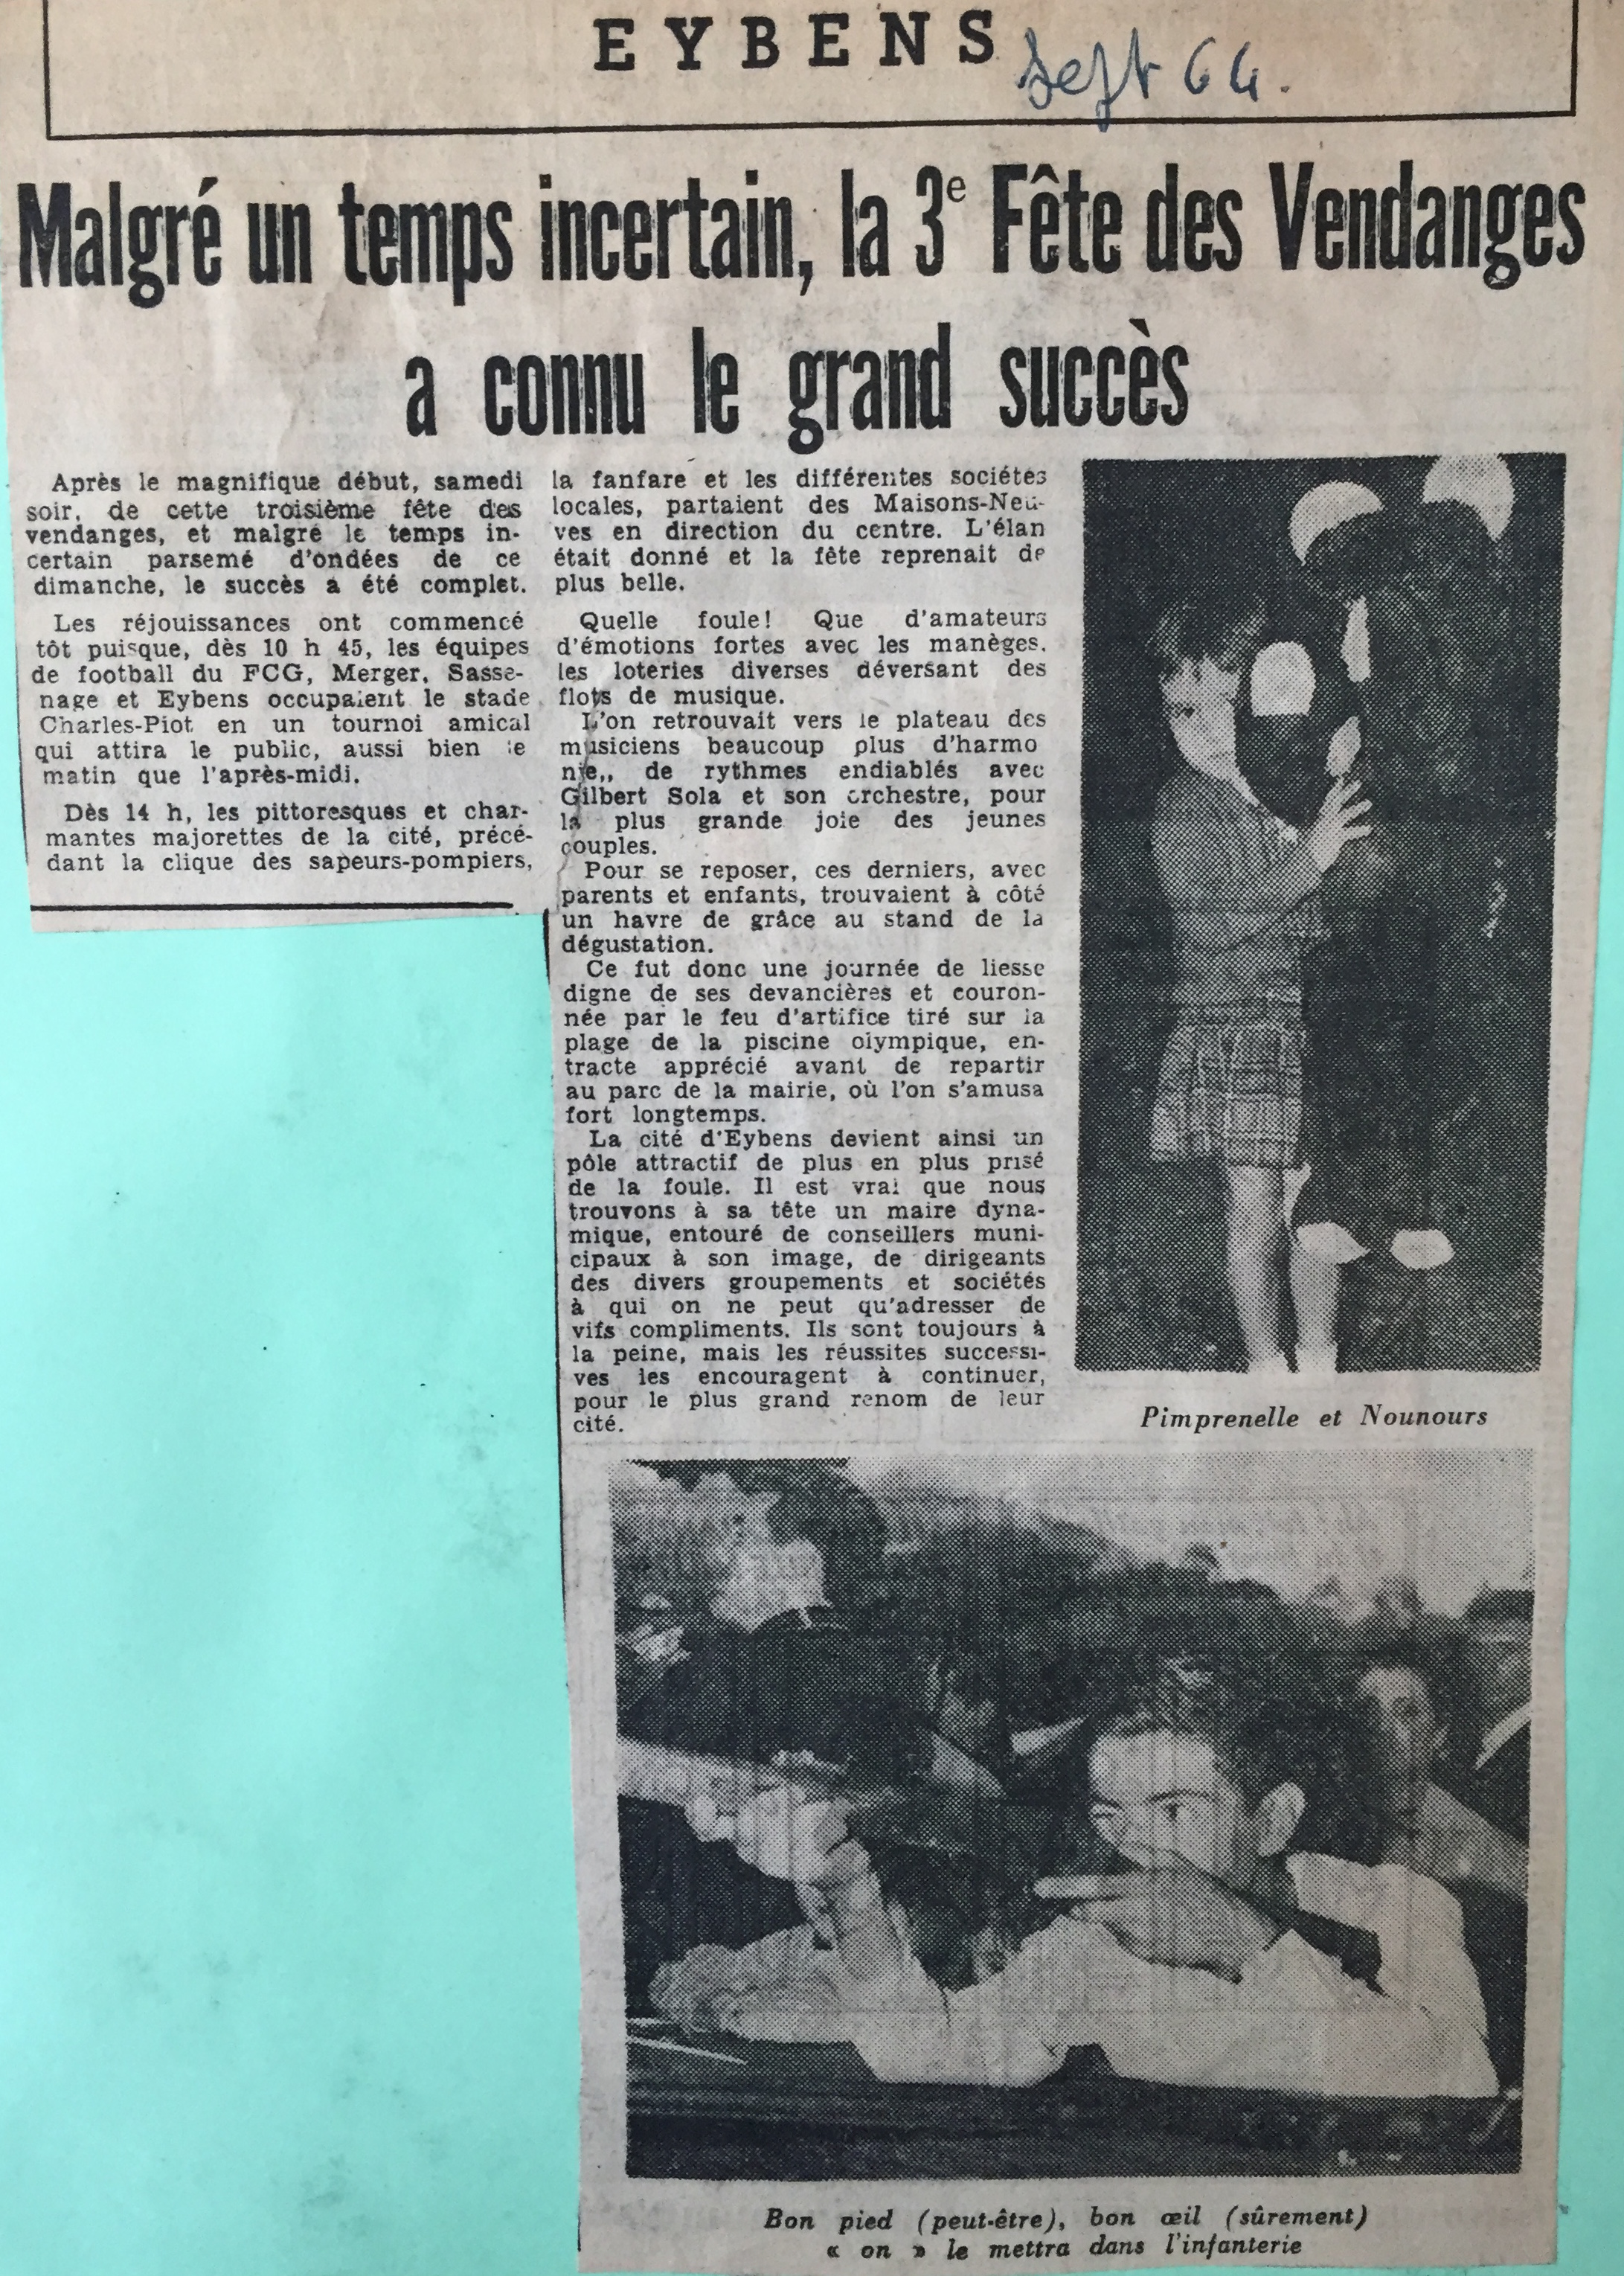 EYBENS
Sept 64.
Malgré un temps incertain, la 3e Fête des Vendanges
a connu le grand succès
Après le magnifique début, samedi
soir, de cette troisième fête des
vendanges, et malgré le temps in-
certain parsemé d'ondées de ce
dimanche, le succès a été complet.
Les réjouissances ont commencé
tôt puisque, dès 10 h 45, les équipes
de football du FCG, Merger, Sasse-
nage et Eybens occupaient le stade
Charles-Piot en un tournoi amical
qui attira le public, aussi bien le
matin que l'après-midi.
Dès 14 h, les pittoresques et char-
mantes majorettes de la cité, précé-
dant la clique des sapeurs-pompiers,
la fanfare et les différentes sociétés
locales, partaient des Maisons-Neu-
ves en direction du centre. L'élan
était donné et la fête reprenait de
plus belle.
Quelle foule! Que d'amateurs
d'émotions fortes avec les manèges,
les loteries diverses déversant des
flots de musique.
L'on retrouvait vers le plateau des
musiciens beaucoup plus d'harmo
nie,, de rythmes endiablés avec
Gilbert Sola et son orchestre, pour
la plus grande joie des jeunes
couples.
Pour se reposer, ces derniers, avec
parents et enfants, trouvaient à côté
un havre de grâce au stand de la
dégustation.
Ce fut donc une journée de liesse
digne de ses devancières et couron-
née par le feu d'artifice tiré sur la
plage de la piscine olympique, en-
tracte apprécié avant de repartir
au parc de la mairie, où l'on s'amusa
fort longtemps.
La cité d'Eybens devient ainsi un
pôle attractif de plus en plus prisé
de la foule. Il est vrai que nous
trouvons à sa tête un maire dyna-
mique, entouré de conseillers muni-
cipaux à son image, de dirigeants
des divers groupements et sociétés
à qui on ne peut qu'adresser de
vifs compliments. Ils sont toujours à
la peine, mais les réussites successi-
ves les encouragent à continuer,
pour le plus grand renom de leur
cité.
Pimprenelle et Nounours
Bon pied (peut-être), bon œil (sûrement)
« on » le mettra dans l'infanterie